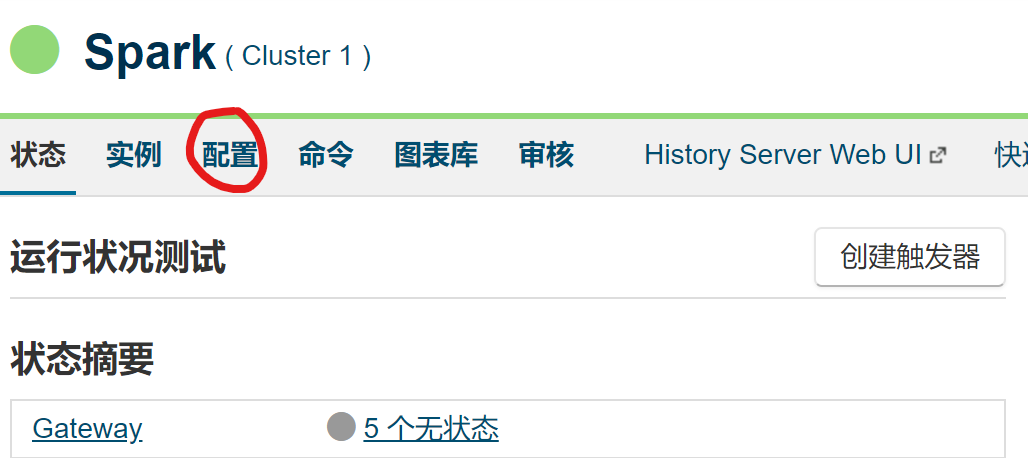 Spark ( Cluster 1 )
状态 实例 配置 命令 图表库 审核 History Server Web UI 快
运行状况测试 创建触发器
状态摘要
Gateway 5 个无状态